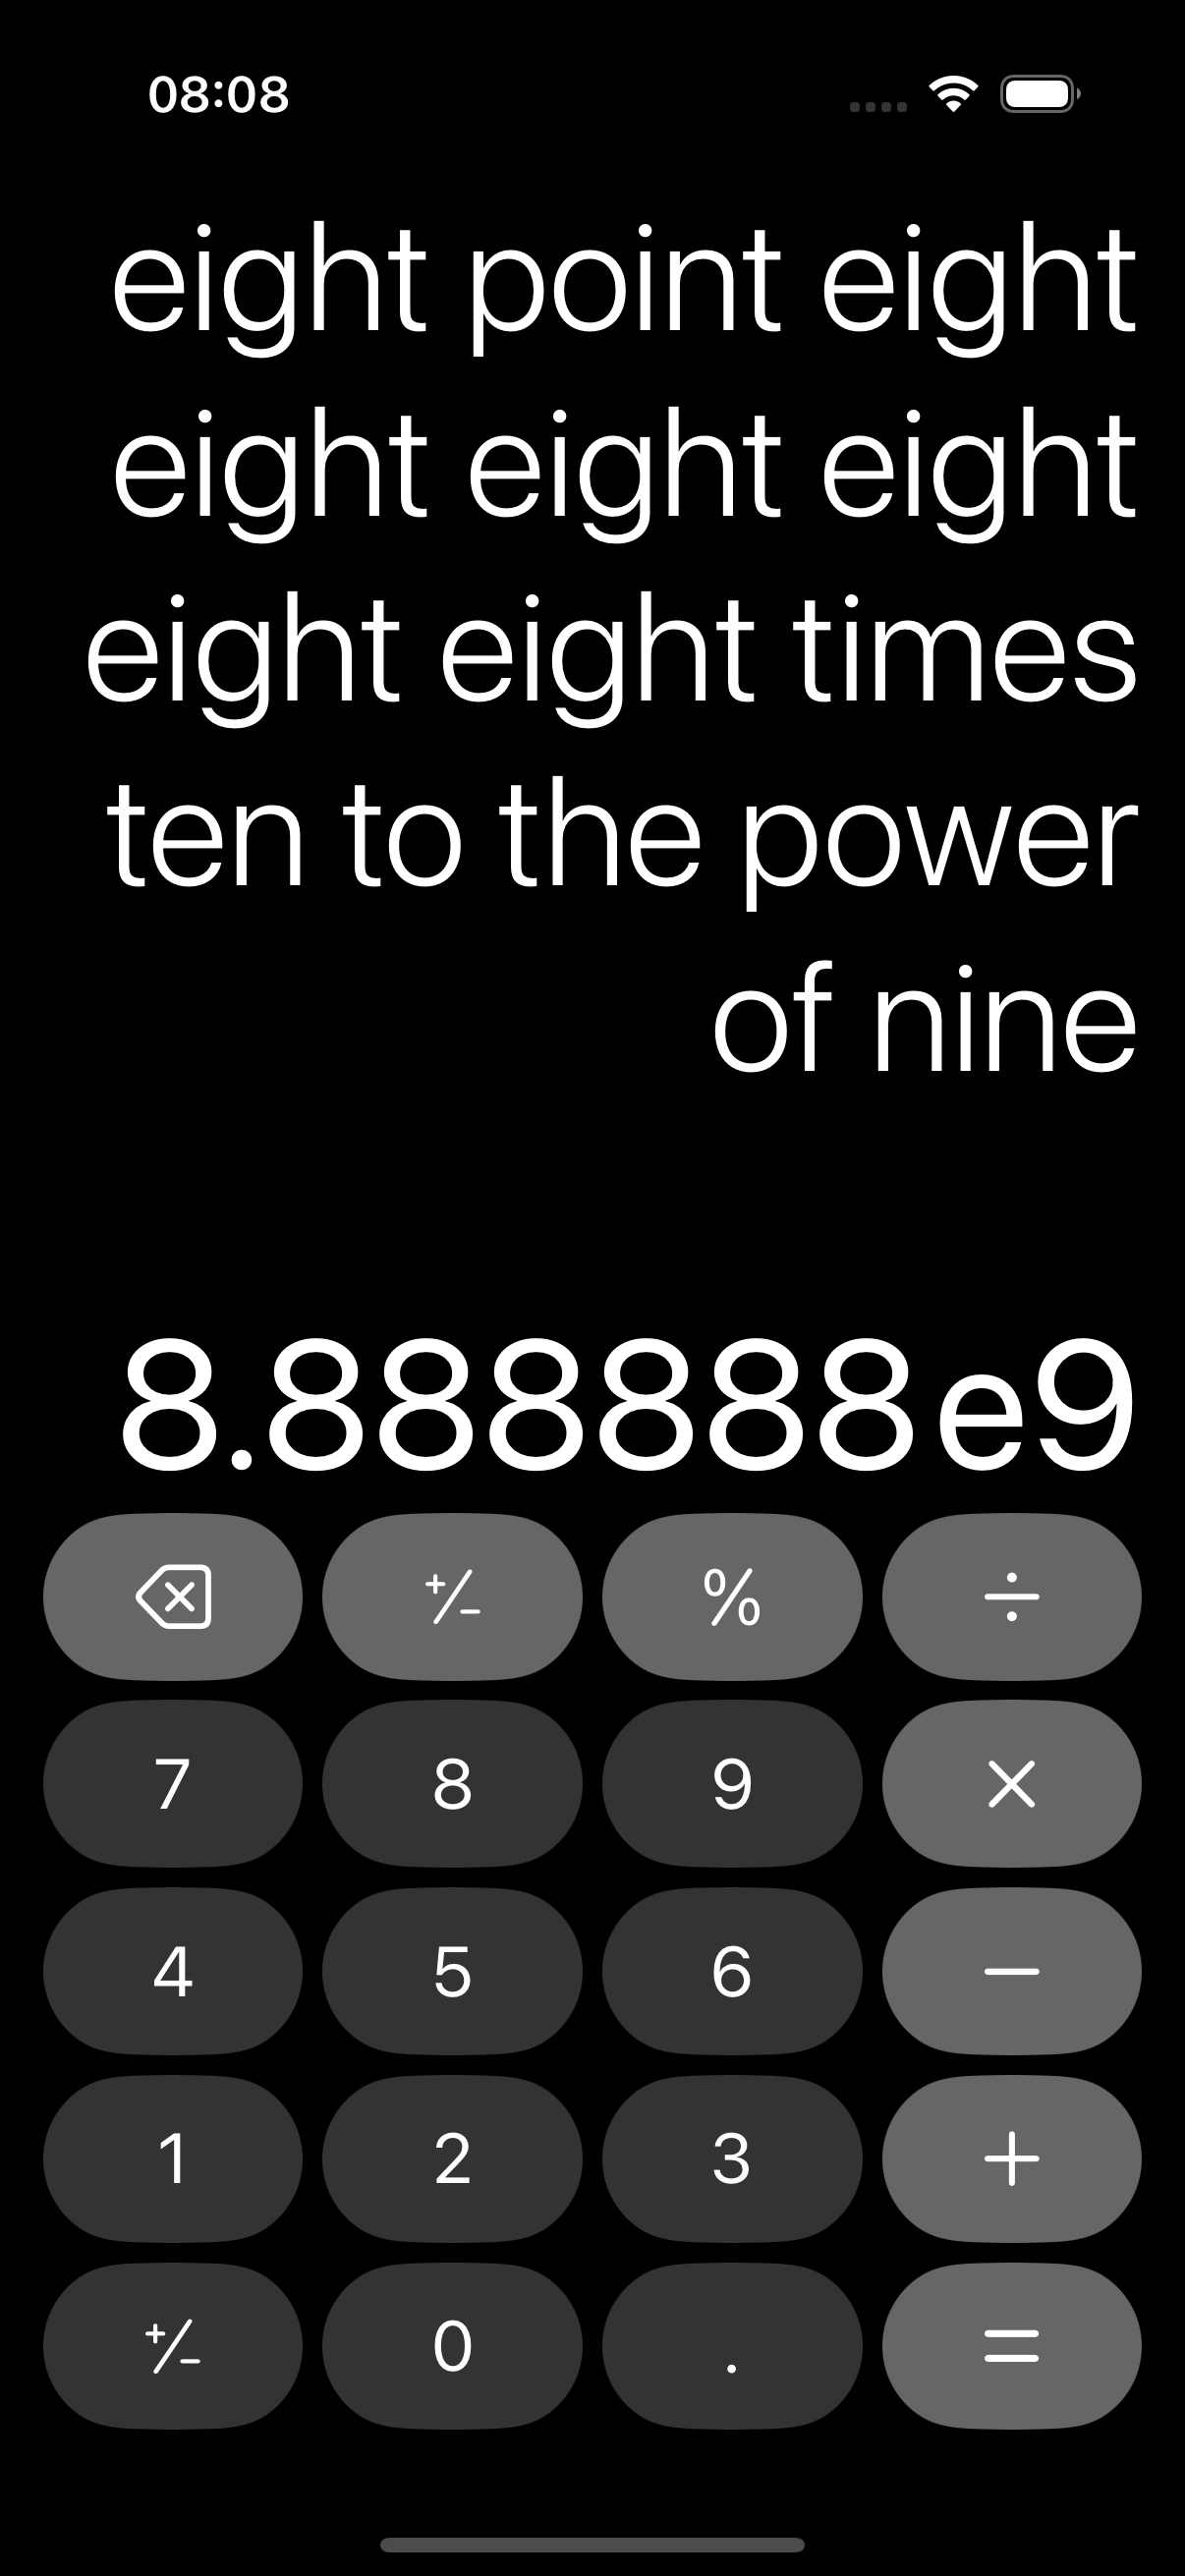 08:08
eight point eight
eight eight eight
eight eight times
ten to the power
of nine
8.888888e9
+/- % ÷
7 8 9 ×
4 5 6 −
1 2 3 +
+/- 0 . =